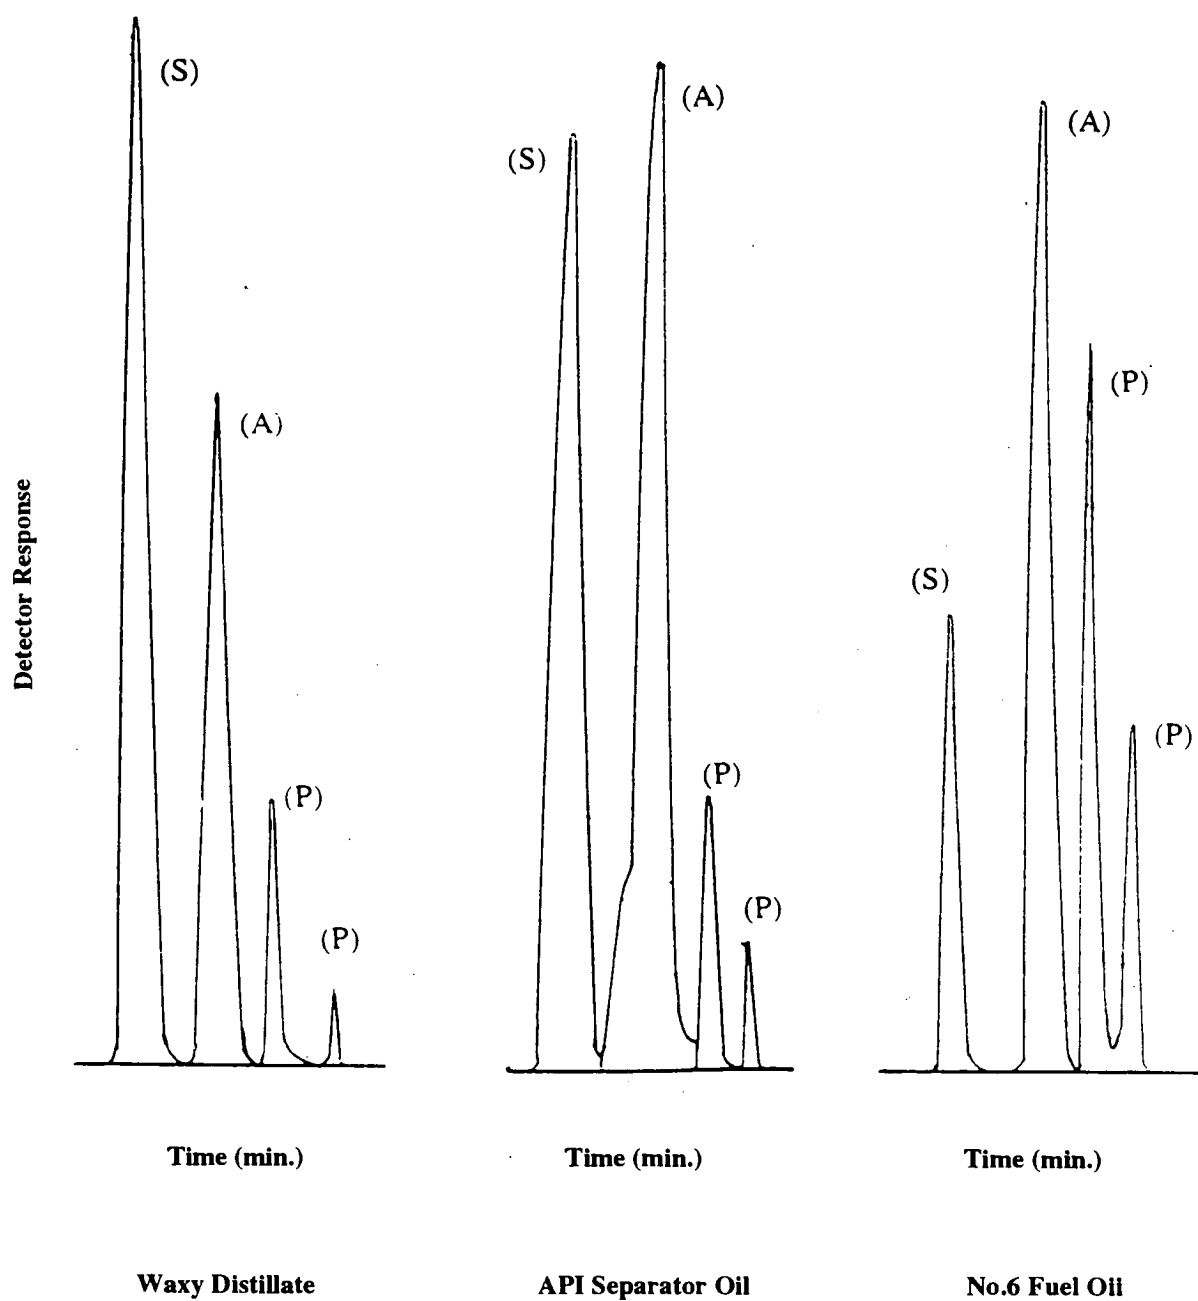 (S)
(A)
(P)
(P)
(S)
(A)
(P)
(P)
(S)
(A)
(P)
(P)
Detector Response
Time (min.)
Time (min.)
Time (min.)
Waxy Distillate
API Separator Oil
No.6 Fuel Oil